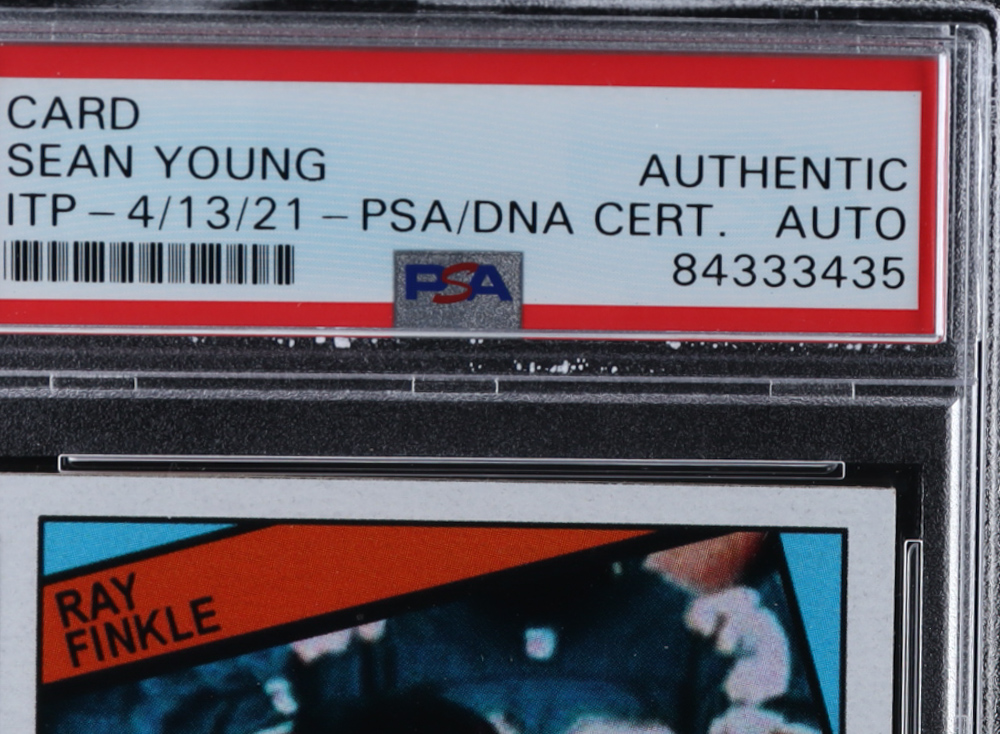 CARD
SEAN YOUNG
AUTHENTIC
ITP – 4/13/21 – PSA/DNA CERT. AUTO
84333435
PSA
RAY
FINKLE